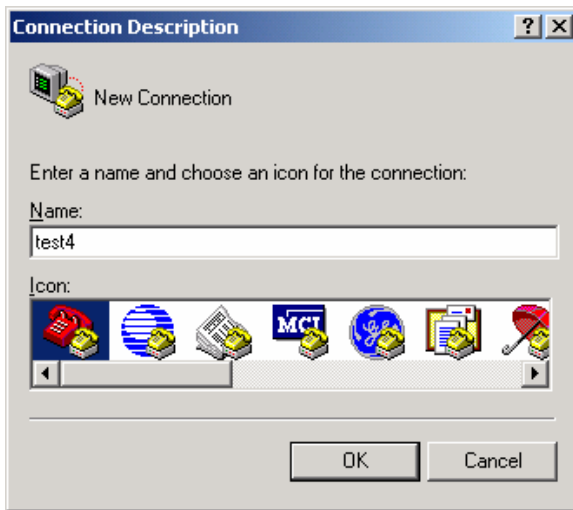 Connection Description
New Connection
Enter a name and choose an icon for the connection:
Name:
test4
Icon:
MCI
OK Cancel